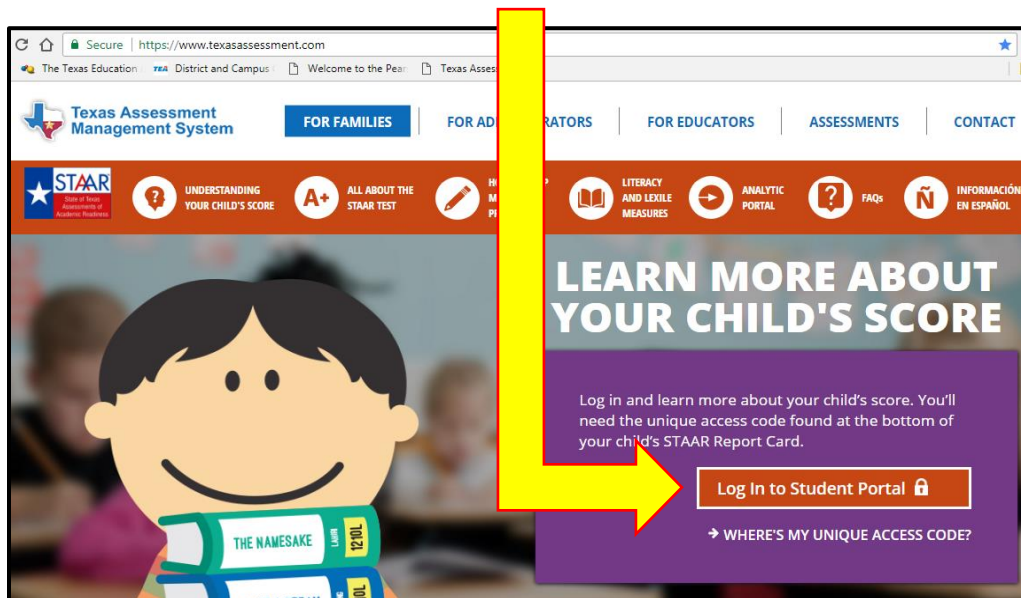 Secure | https://www.texasassessment.com
The Texas Education
TEA District and Campus
Welcome to the Pear
Texas Asses
Texas Assessment
Management System
FOR FAMILIES
FOR AD RATORS
FOR EDUCATORS
ASSESSMENTS
CONTACT
STAAR
State of Texas
Assessments of
Academic Readiness
UNDERSTANDING
YOUR CHILD'S SCORE
A+
ALL ABOUT THE
STAAR TEST
LITERACY
AND LEXILE
MEASURES
ANALYTIC
PORTAL
FAQs
Ñ
INFORMACIÓN
EN ESPAÑOL
LEARN MORE ABOUT
YOUR CHILD'S SCORE
Log in and learn more about your child's score. You'll
need the unique access code found at the bottom of
your child's STAAR Report Card.
Log In to Student Portal
WHERE'S MY UNIQUE ACCESS CODE?
THE NAMESAKE
LAHIRI
1210L